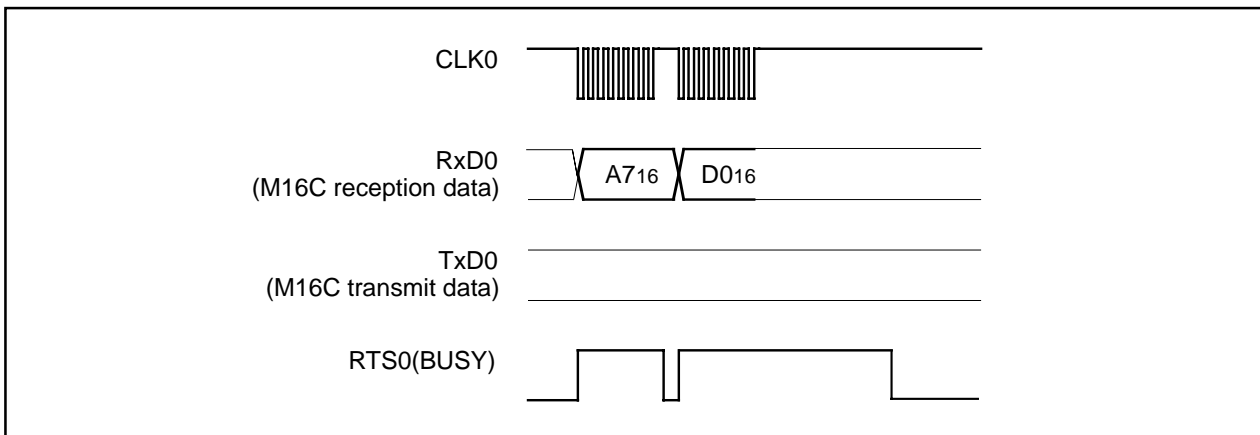 CLK0
RxD0
(M16C reception data)
A716
D016
TxD0
(M16C transmit data)
RTS0(BUSY)